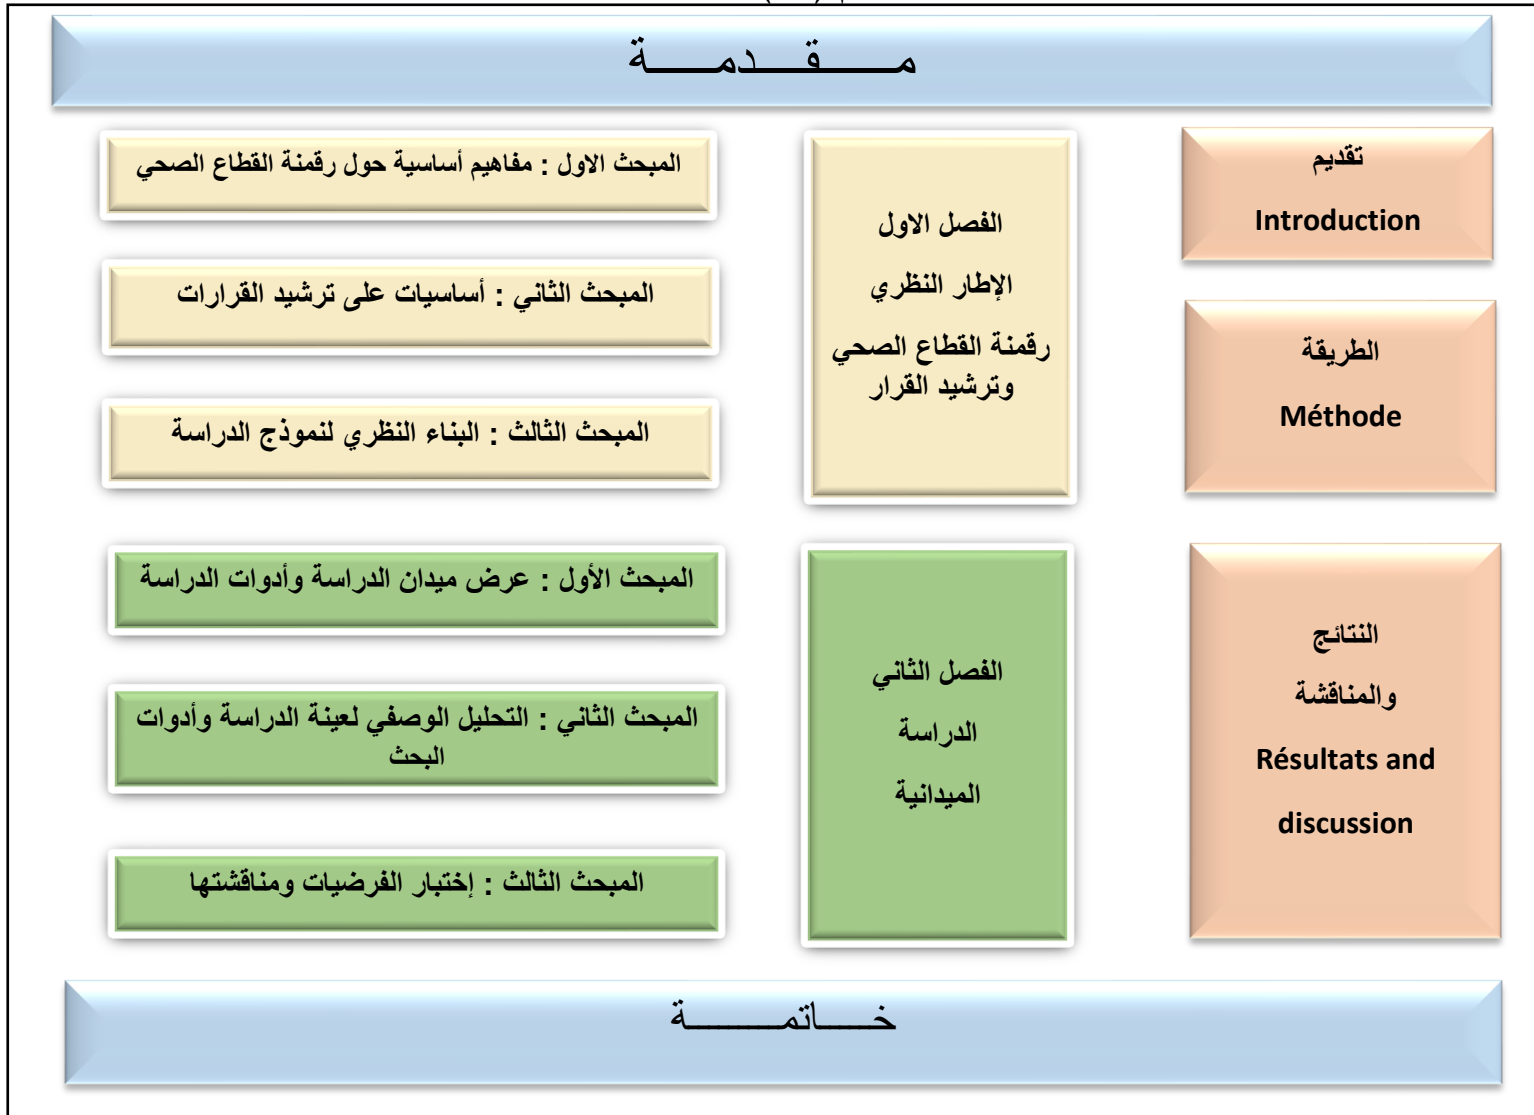 مـــــقــــدمـــــة
تقديم
Introduction
الطريقة
Méthode
النتائج
والمناقشة
Résultats and
discussion
الفصل الاول
الإطار النظري
رقمنة القطاع الصحي
وترشيد القرار
المبحث الاول : مفاهيم أساسية حول رقمنة القطاع الصحي
المبحث الثاني : أساسيات على ترشيد القرارات
المبحث الثالث : البناء النظري لنموذج الدراسة
الفصل الثاني
الدراسة
الميدانية
المبحث الأول : عرض ميدان الدراسة وأدوات الدراسة
المبحث الثاني : التحليل الوصفي لعينة الدراسة وأدوات
البحث
المبحث الثالث : إختبار الفرضيات ومناقشتها
خـــــاتمـــــــة